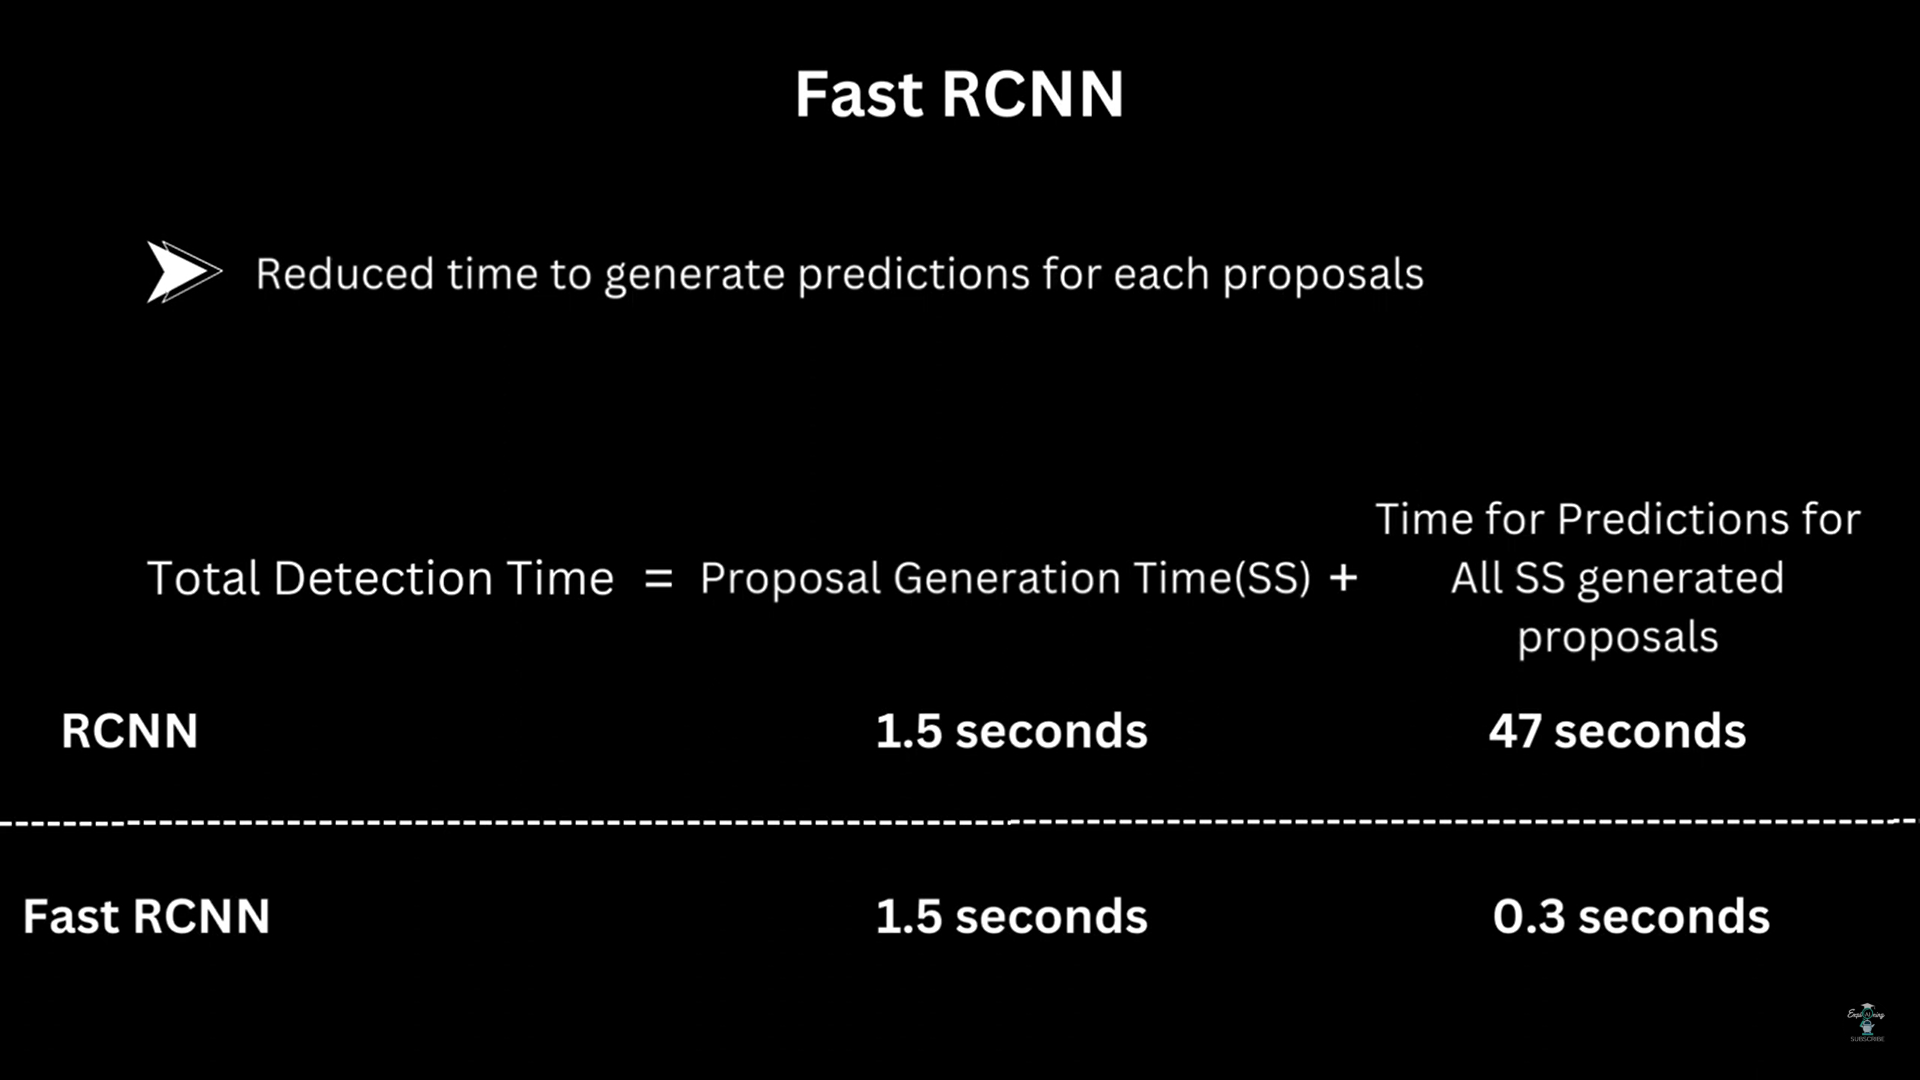 Fast RCNN
Reduced time to generate predictions for each proposals
Time for Predictions for
Total Detection Time = Proposal Generation Time(SS) + All SS generated
proposals
RCNN 1.5 seconds 47 seconds
Fast RCNN 1.5 seconds 0.3 seconds
SUBSCRIBE